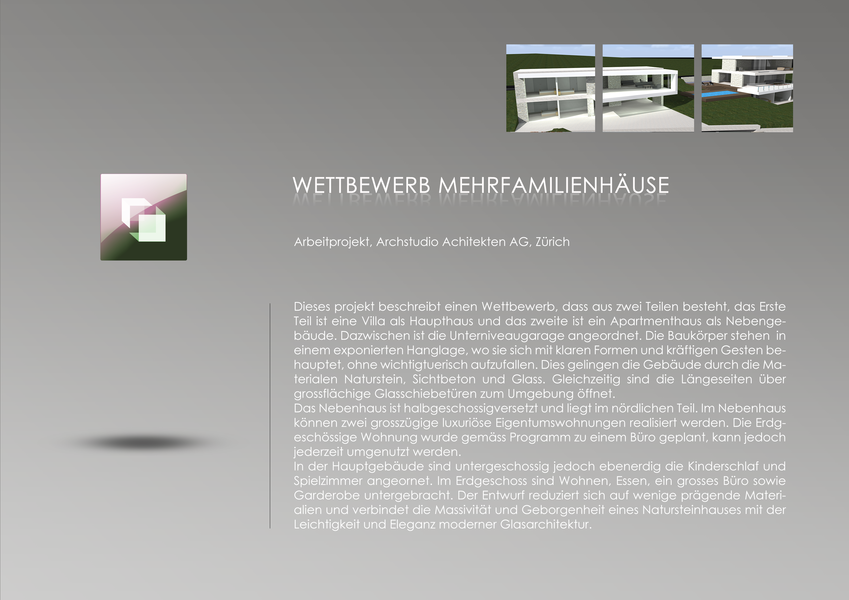 WETTBEWERB MEHRFAMILIENHÄUSE
Arbeitprojekt, Archstudio Achitekten AG, Zürich
Dieses projekt beschreibt einen Wettbewerb, dass aus zwei Teilen besteht, das Erste
Teil ist eine Villa als Haupthaus und das zweite ist ein Apartmenthaus als Nebenge-
bäude. Dazwischen ist die Unterniveaugarage angeordnet. Die Baukörper stehen in
einem exponierten Hanglage, wo sie sich mit klaren Formen und kräftigen Gesten be-
hauptet, ohne wichtigtuerisch aufzufallen. Dies gelingen die Gebäude durch die Ma-
terialen Naturstein, Sichtbeton und Glass. Gleichzeitig sind die Längeseiten über
grossflächige Glasschiebetüren zum Umgebung öffnet.
Das Nebenhaus ist halbgeschossigversetzt und liegt im nördlichen Teil. Im Nebenhaus
können zwei grosszügige luxuriöse Eigentumswohnungen realisiert werden. Die Erdg-
eschössige Wohnung wurde gemäss Programm zu einem Büro geplant, kann jedoch
jederzeit umgenutzt werden.
In der Hauptgebäude sind untergeschossig jedoch ebenerdig die Kinderschlaf und
Spielzimmer angeornet. Im Erdgeschoss sind Wohnen, Essen, ein grosses Büro sowie
Garderobe untergebracht. Der Entwurf reduziert sich auf wenige prägende Materi-
alien und verbindet die Massivität und Geborgenheit eines Natursteinhauses mit der
Leichtigkeit und Eleganz moderner Glasarchitektur.